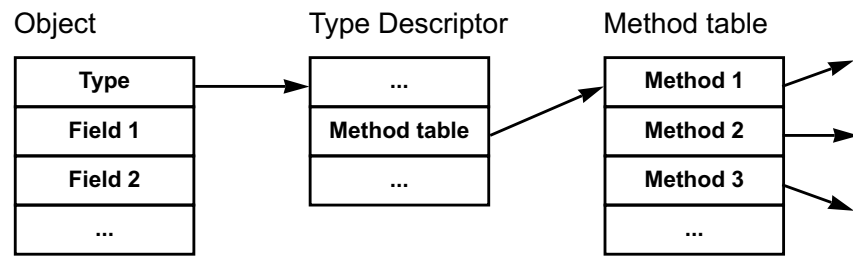 Object
Type
Field 1
Field 2
...
Type Descriptor
...
Method table
...
Method table
Method 1
Method 2
Method 3
...